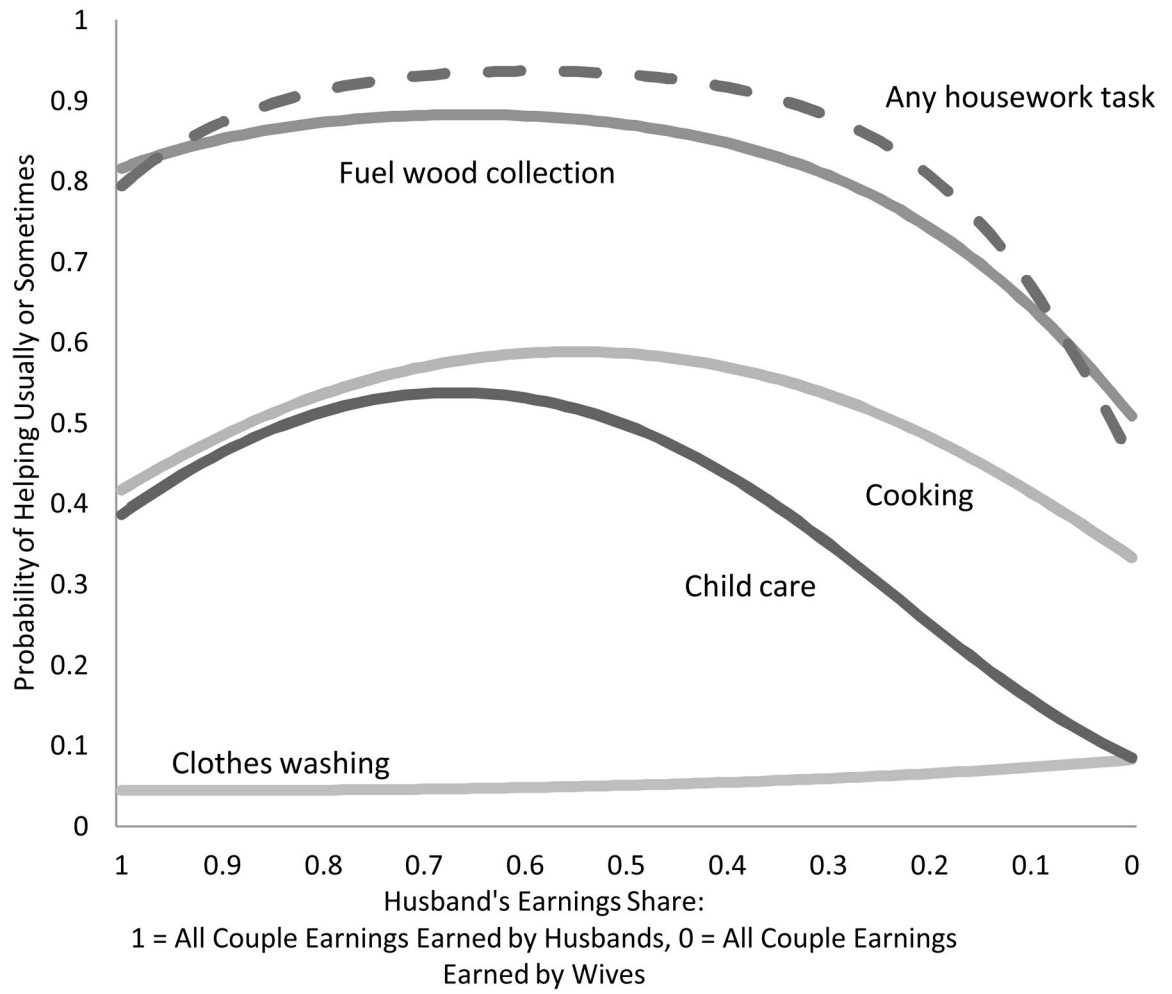 Probability of Helping Usually or Sometimes
1
0.9
0.8
0.7
0.6
0.5
0.4
0.3
0.2
0.1
0
Any housework task
Fuel wood collection
Cooking
Child care
Clothes washing
1 0.9 0.8 0.7 0.6 0.5 0.4 0.3 0.2 0.1 0
Husband's Earnings Share:
1 = All Couple Earnings Earned by Husbands, 0 = All Couple Earnings
Earned by Wives